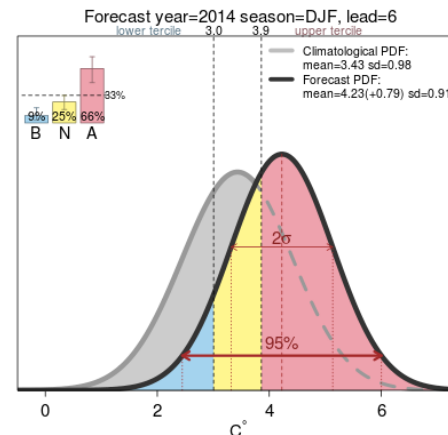 Forecast year=2014 season=DJF, lead=6
lower tercile 3.0 3.9 upper tercile
Climatological PDF:
mean=3.43 sd=0.98
Forecast PDF:
mean=4.23(+0.79) sd=0.91
33%
9% 25% 66%
B N A
2σ
95%
0 2 4 6
C°